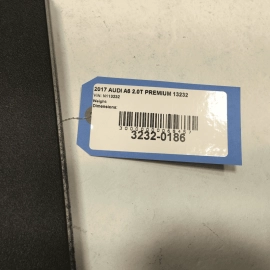 2017 AUDI A6 2.0T PREMIUM 13232
Weight:
Dimensions:
3232-0186